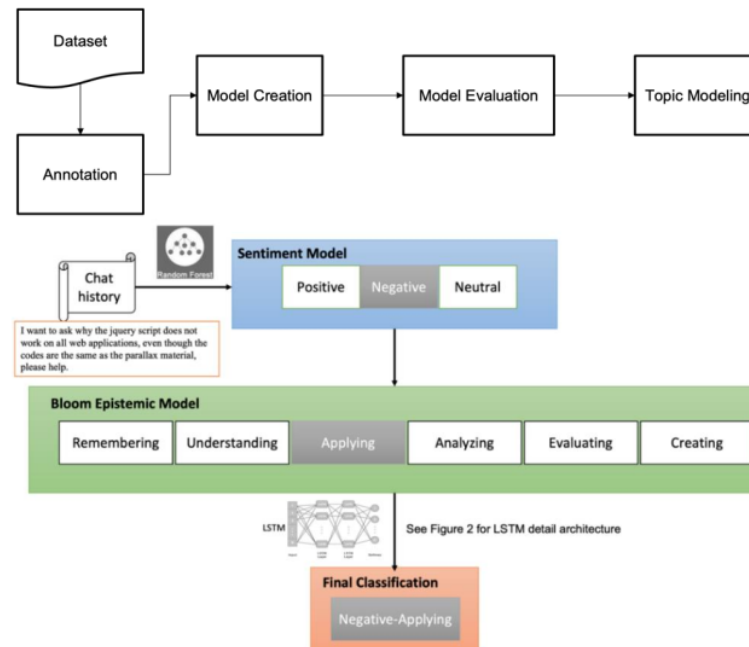 Dataset
Annotation
Model Creation
Model Evaluation
Topic Modeling
Chat
history
Random Forest
I want to ask why the jquery script does not
work on all web applications, even though the
codes are the same as the parallax material,
please help.
Sentiment Model
Positive
Negative
Neutral
Bloom Epistemic Model
Remembering
Understanding
Applying
Analyzing
Evaluating
Creating
LSTM
See Figure 2 for LSTM detail architecture
Final Classification
Negative-Applying